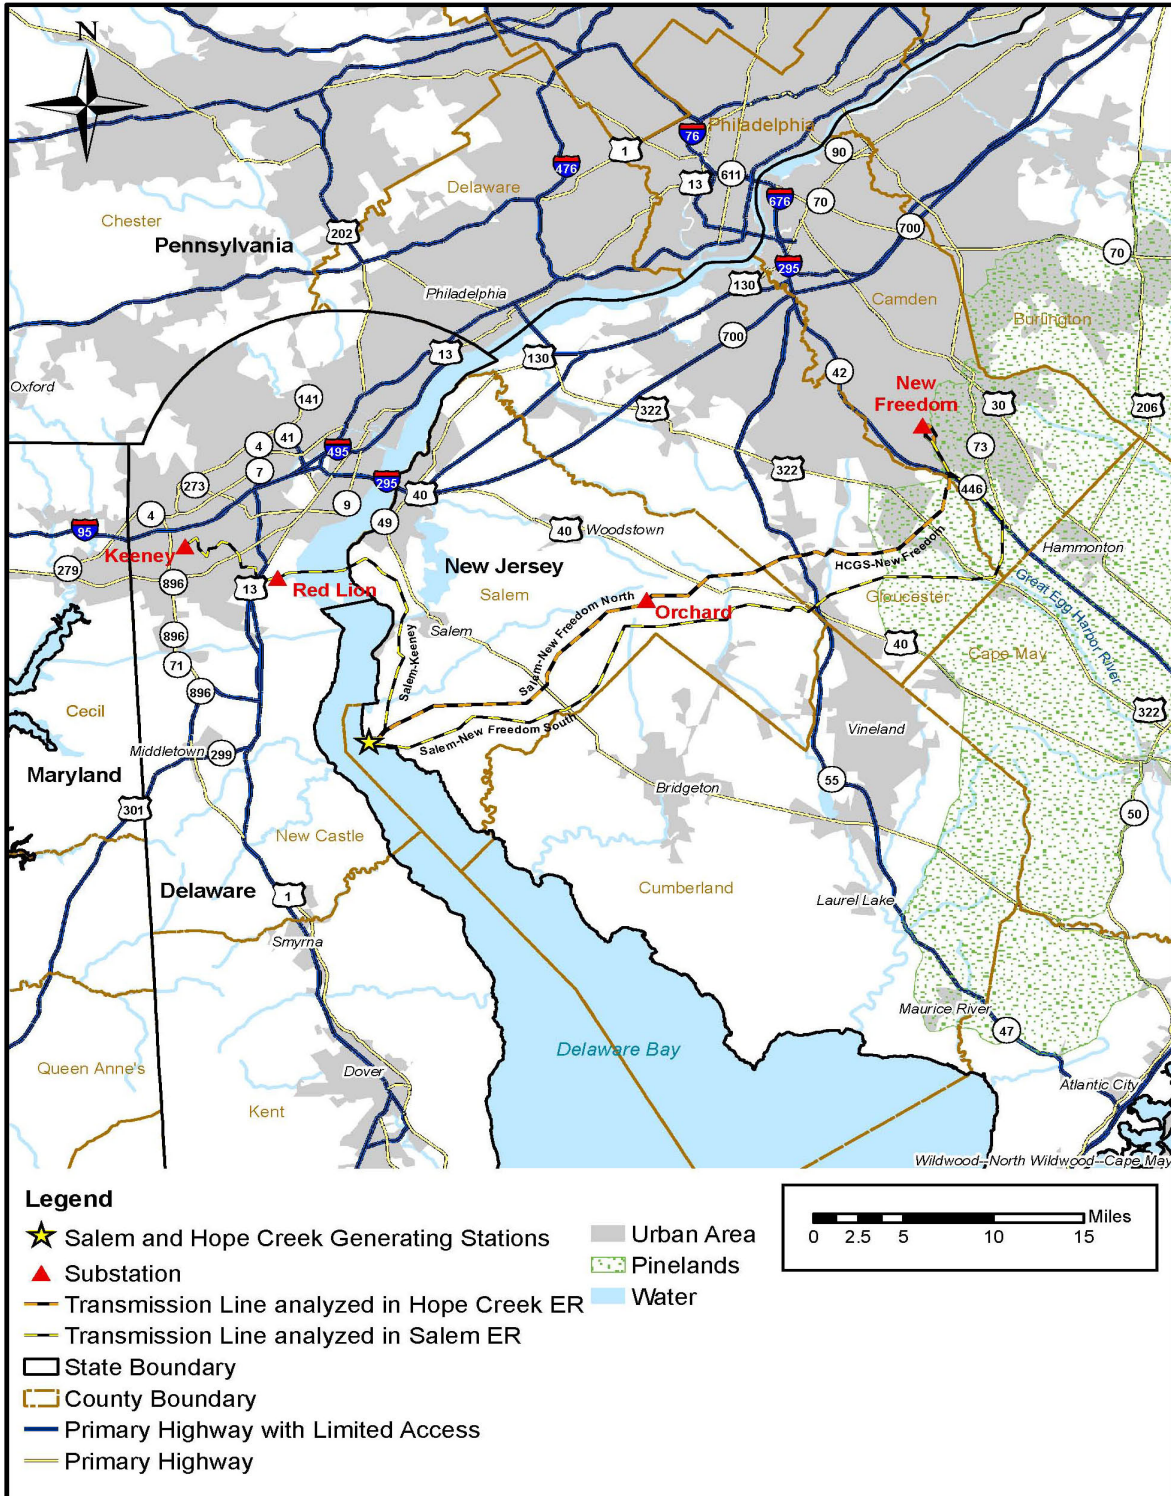 N
76
Philadelphia
1
90
476
611
13
Delaware
676
70
Chester
202
700
Pennsylvania
70
295
130
Philadelphia
Camden
Burlington
700
13
130
Oxford
42
New
Freedom
141
322
30
206
41
4
73
495
322
7
273
295
446
40
9
4
49
40
Woodstown
95
Hammonton
Keeney
New Jersey
HCGS-New Freedom
279
896
13
Red Lion
Salem
Great Egg Harbor River
Gloucester
Orchard
Salem-New Freedom North
Salem
896
Salem-Keeney
40
Cape May
71
896
Cecil
322
Salem-New Freedom South
Vineland
Middletown
299
Maryland
55
Bridgeton
301
50
New Castle
Delaware
Cumberland
1
Laurel Lake
Smyrna
Maurice River
47
Delaware Bay
Queen Anne's
Dover
Atlantic City
Kent
Wildwood--North Wildwood--Cape May
Legend
Salem and Hope Creek Generating Stations
Substation
Transmission Line analyzed in Hope Creek ER
Transmission Line analyzed in Salem ER
State Boundary
County Boundary
Primary Highway with Limited Access
Primary Highway
Urban Area
Pinelands
Water
Miles
0 2.5 5 10 15